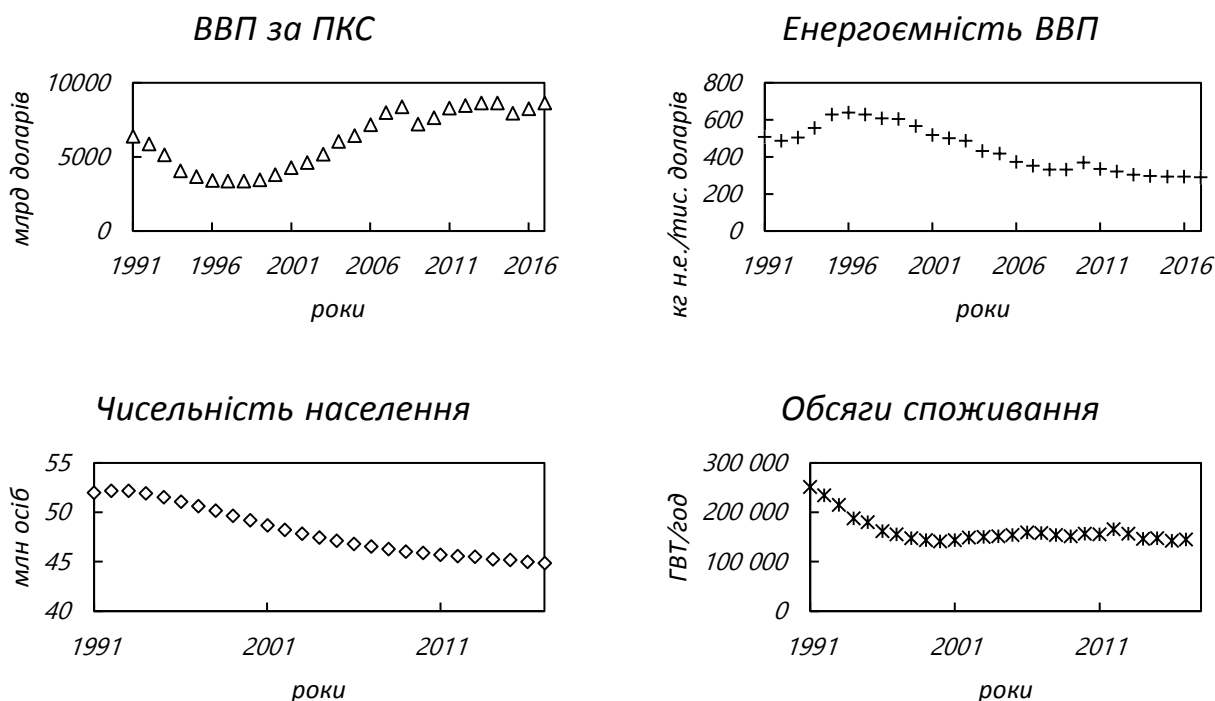 ВВП за ПКС
млрд доларів
10000
5000
0
1991 1996 2001 2006 2011 2016
роки
Енергоємність ВВП
кг н.е./тис. доларів
800
600
400
200
0
1991 1996 2001 2006 2011 2016
роки
Чисельність населення
млн осіб
55
50
45
40
1991 2001 2011
роки
Обсяги споживання
ГВТ/год
300 000
200 000
100 000
0
1991 2001 2011
роки